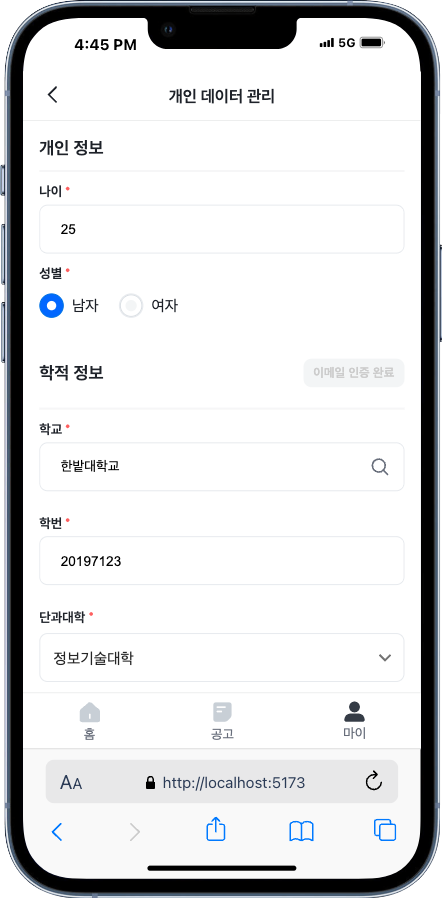 4:45 PM 5G
개인 데이터 관리
개인 정보
나이 *
25
성별 *
남자 여자
학적 정보 이메일 인증 완료
학교 *
한밭대학교
학번 *
20197123
단과대학 *
정보기술대학
홈 공고 마이
AA http://localhost:5173